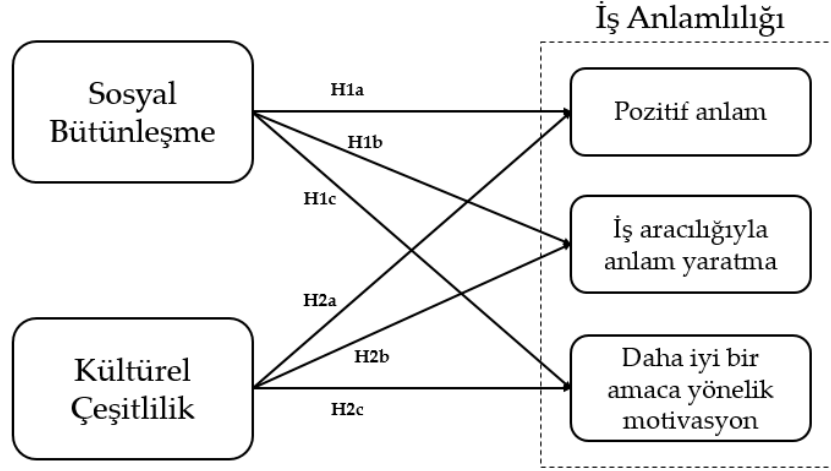 İş Anlamlılığı
Sosyal
Bütünleşme
H1a
H1b
H1c
Pozitif anlam
İş aracılığıyla
anlam yaratma
H2a
H2b
H2c
Kültürel
Çeşitlilik
Daha iyi bir
amaca yönelik
motivasyon